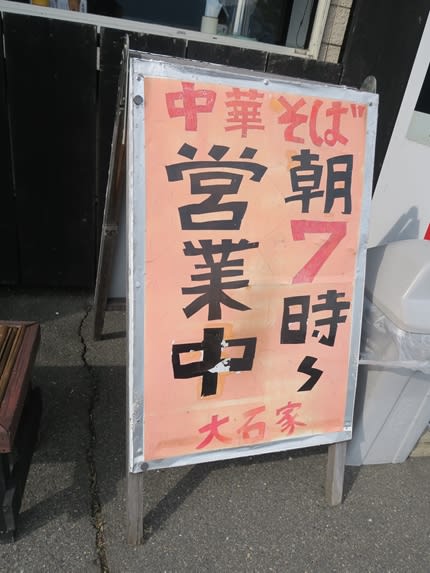 中華そば
朝7時〜
営業中
大石家